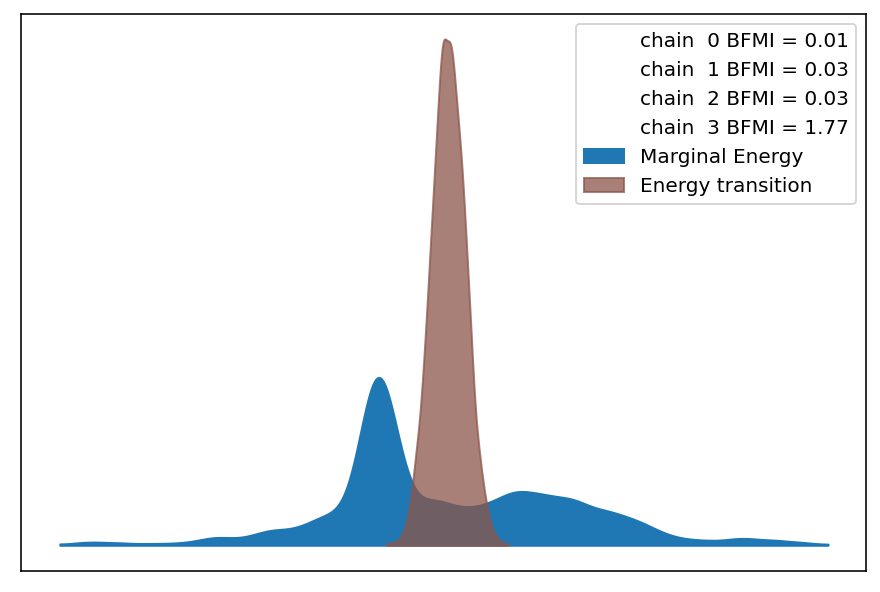 chain  0 BFMI = 0.01
chain  1 BFMI = 0.03
chain  2 BFMI = 0.03
chain  3 BFMI = 1.77
Marginal Energy
Energy transition